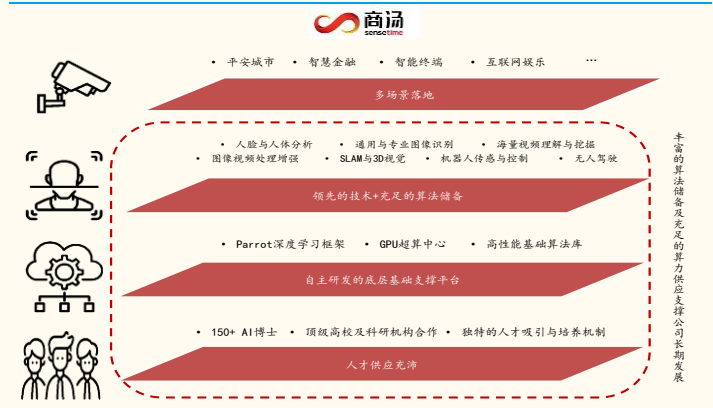 商汤
sensetime
• 平安城市 • 智慧金融 • 智能终端 • 互联网娱乐 …
多场景落地
• 人脸与人体分析 • 通用与专业图像识别 • 海量视频理解与挖掘
• 图像视频处理增强 • SLAM与3D视觉 • 机器人传感与控制 • 无人驾驶
领先的技术+充足的算法储备
• Parrot深度学习框架 • GPU超算中心 • 高性能基础算法库
自主研发的底层基础支撑平台
• 150+ AI博士 • 顶级高校及科研机构合作 • 独特的人才吸引与培养机制
人才供应充沛
丰富的算法储备及充足的算力供应支撑公司长期发展